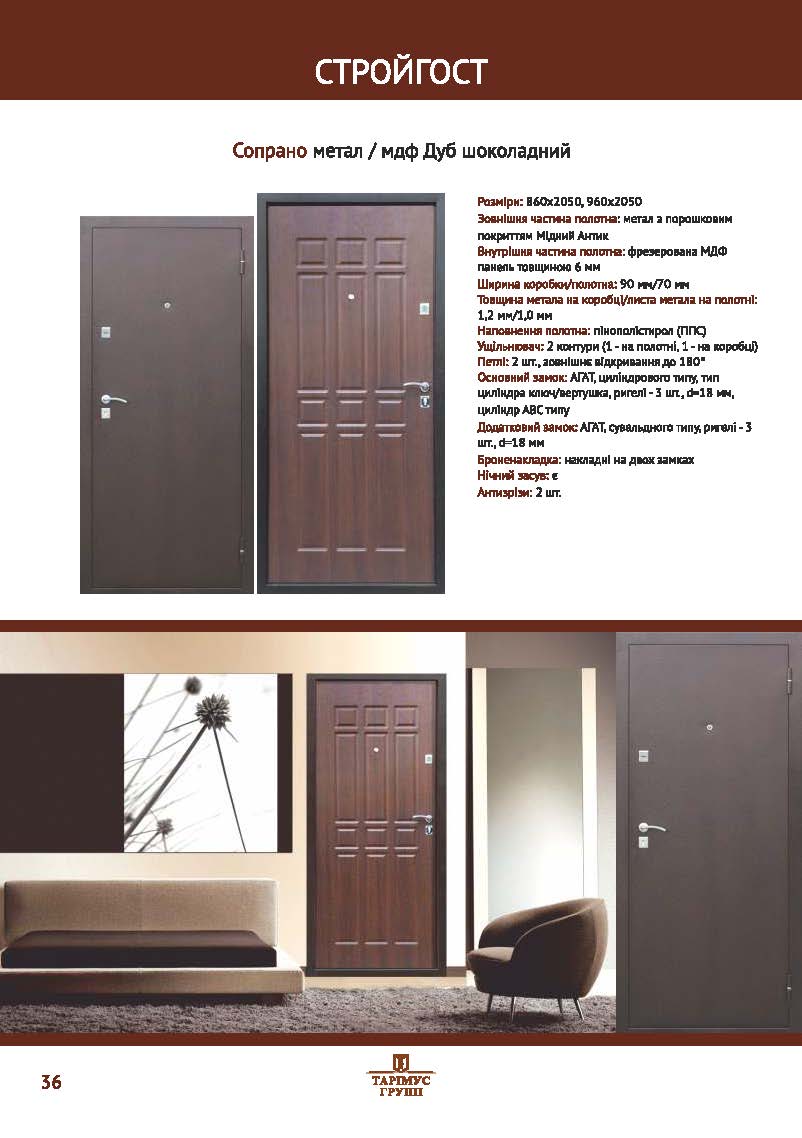 СТРОЙГОСТ
Сопрано метал / мдф Дуб шоколадний
Розміри: 860х2050, 960х2050
Зовнішня частина полотна: метал з порошковим
покриттям Мідний Антик
Внутрішня частина полотна: фрезерована МДФ
панель товщиною 6 мм
Ширина коробки/полотна: 90 мм/70 мм
Товщина метала на коробці/листа метала на полотні:
1,2 мм/1,0 мм
Наповнення полотна: пінополістирол (ППС)
Ущільнювач: 2 контури (1 - на полотні, 1 - на коробці)
Петлі: 2 шт., зовнішнє відкривання до 180°
Основний замок: АГАТ, циліндрового типу, тип
циліндра ключ/вертушка, ригелі - 3 шт., d=18 мм,
циліндр АВС типу
Додатковий замок: АГАТ, сувальдного типу, ригелі - 3
шт., d=18 мм
Броненакладка: накладні на двох замках
Нічний засув: є
Антизрізи: 2 шт.
36
ТАРІМУС
ГРУПП